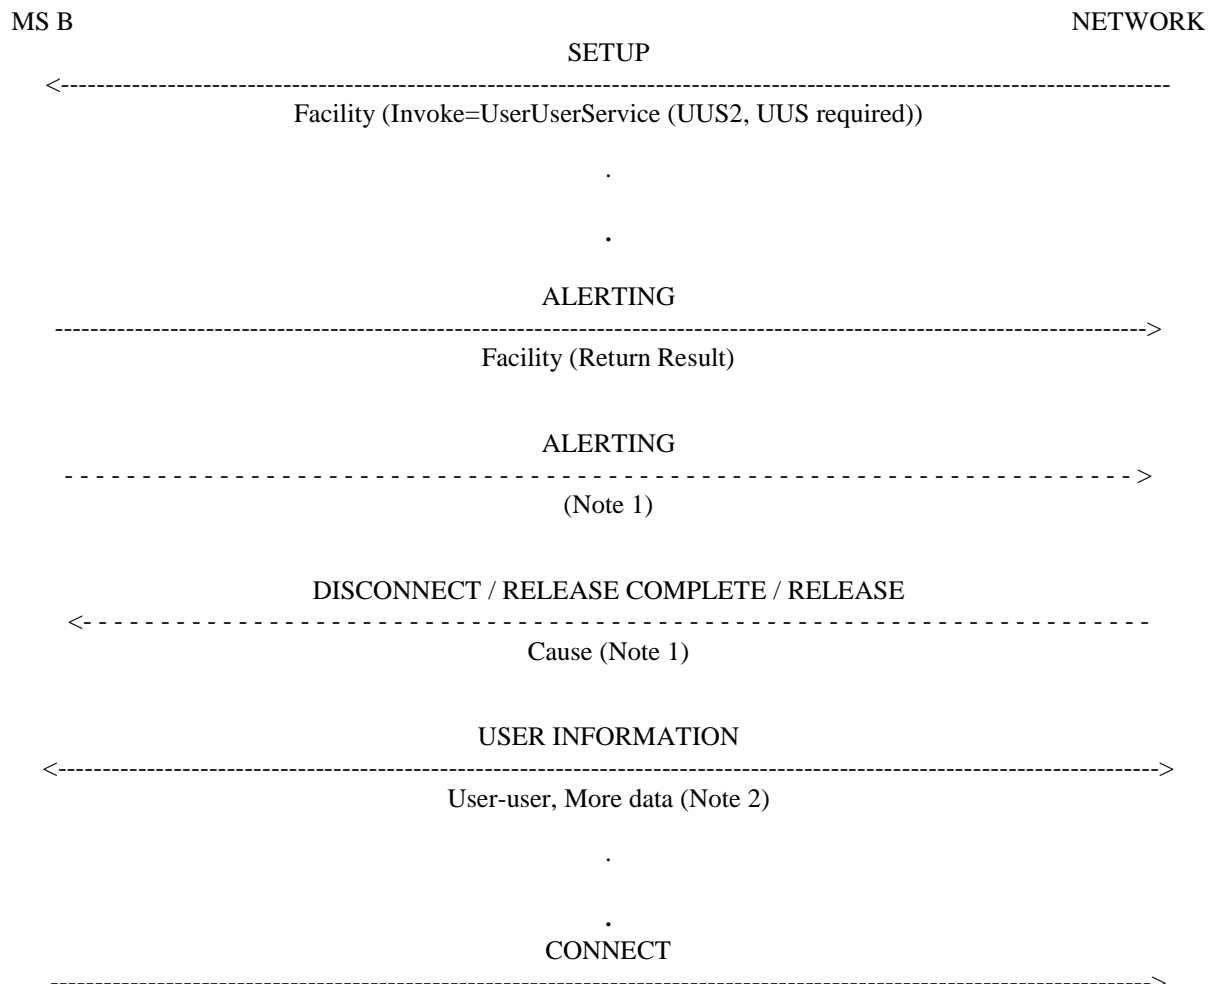 MS B NETWORK
SETUP
<------------------------------------------------------------------------------------------------------------------------------
Facility (Invoke=UserUserService (UUS2, UUS required))
.
.
ALERTING
---------------------------------------------------------------------------------------------------------------------------->
Facility (Return Result)
ALERTING
- - - - - - - - - - - - - - - - - - - - - - - - - - - - - - - - - - - - - - - - - - - - - - - - - - - - - - - - - - - - - - - - - - - - - >
(Note 1)
DISCONNECT / RELEASE COMPLETE / RELEASE
<- - - - - - - - - - - - - - - - - - - - - - - - - - - - - - - - - - - - - - - - - - - - - - - - - - - - - - - - - - - - - - - - - - - - -
Cause (Note 1)
USER INFORMATION
<----------------------------------------------------------------------------------------------------------------------------->
User-user, More data (Note 2)
.
.
CONNECT
----------------------------------------------------------------------------------------------------------------------------->